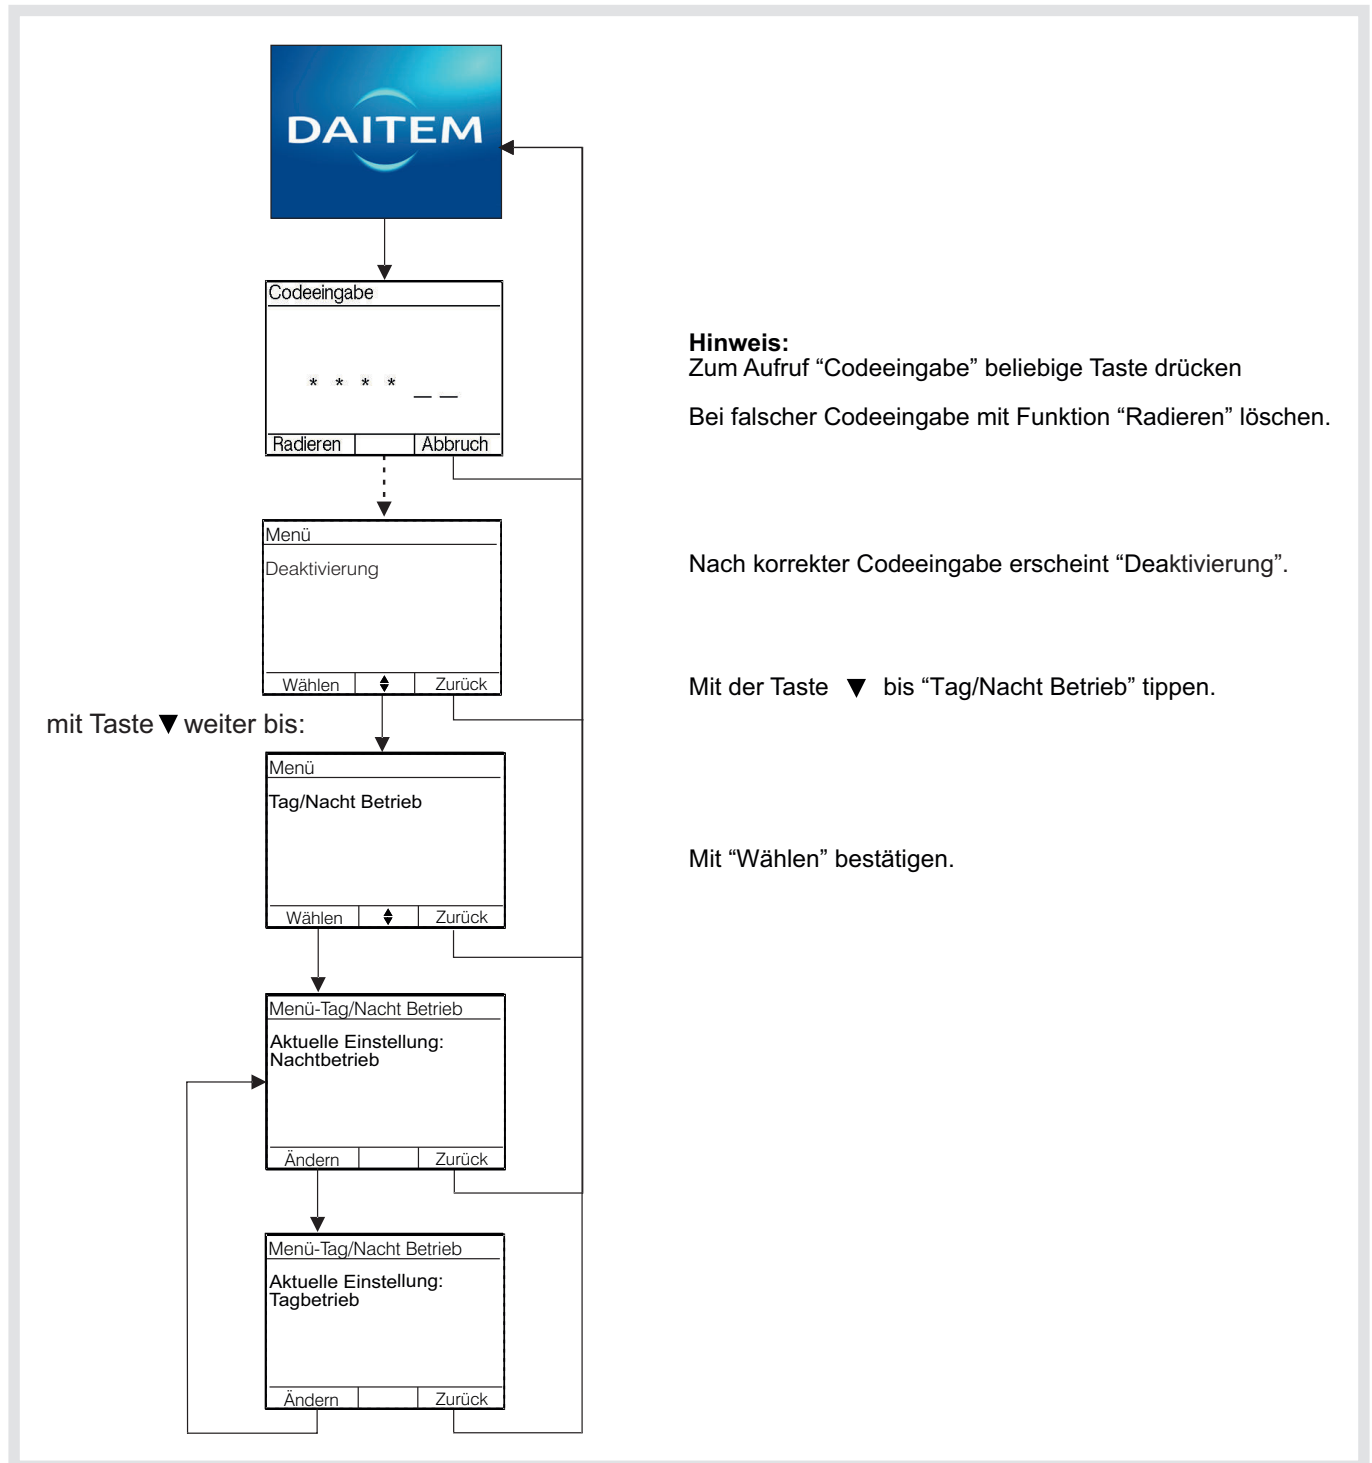 DAITEM
Codeeingabe
* * * * _ _
Radieren Abbruch
Hinweis:
Zum Aufruf “Codeeingabe” beliebige Taste drücken
Bei falscher Codeeingabe mit Funktion “Radieren” löschen.
Menü
Deaktivierung
Wählen Zurück
Nach korrekter Codeeingabe erscheint “Deaktivierung”.
Mit der Taste ▼ bis “Tag/Nacht Betrieb” tippen.
mit Taste ▼ weiter bis:
Menü
Tag/Nacht Betrieb
Wählen Zurück
Mit “Wählen” bestätigen.
Menü-Tag/Nacht Betrieb
Aktuelle Einstellung:
Nachtbetrieb
Ändern Zurück
Menü-Tag/Nacht Betrieb
Aktuelle Einstellung:
Tagbetrieb
Ändern Zurück